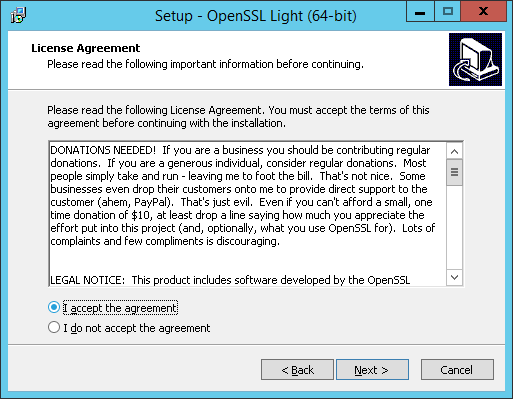 Setup - OpenSSL Light (64-bit)
License Agreement
Please read the following important information before continuing.
Please read the following License Agreement. You must accept the terms of this
agreement before continuing with the installation.
DONATIONS NEEDED!  If you are a business you should be contributing regular
donations.  If you are a generous individual, consider regular donations.  Most
people simply take and run - leaving me to foot the bill.  That's not nice.  Some
businesses even drop their customers onto me to provide direct support to the
customer (ahem, PayPal).  That's just evil.  Even if you can't afford a small, one
time donation of $10, at least drop a line saying how much you appreciate the
effort put into this project (and, optionally, what you use OpenSSL for).  Lots of
complaints and few compliments is discouraging.
LEGAL NOTICE:  This product includes software developed by the OpenSSL
I accept the agreement
I do not accept the agreement
< Back
Next >
Cancel